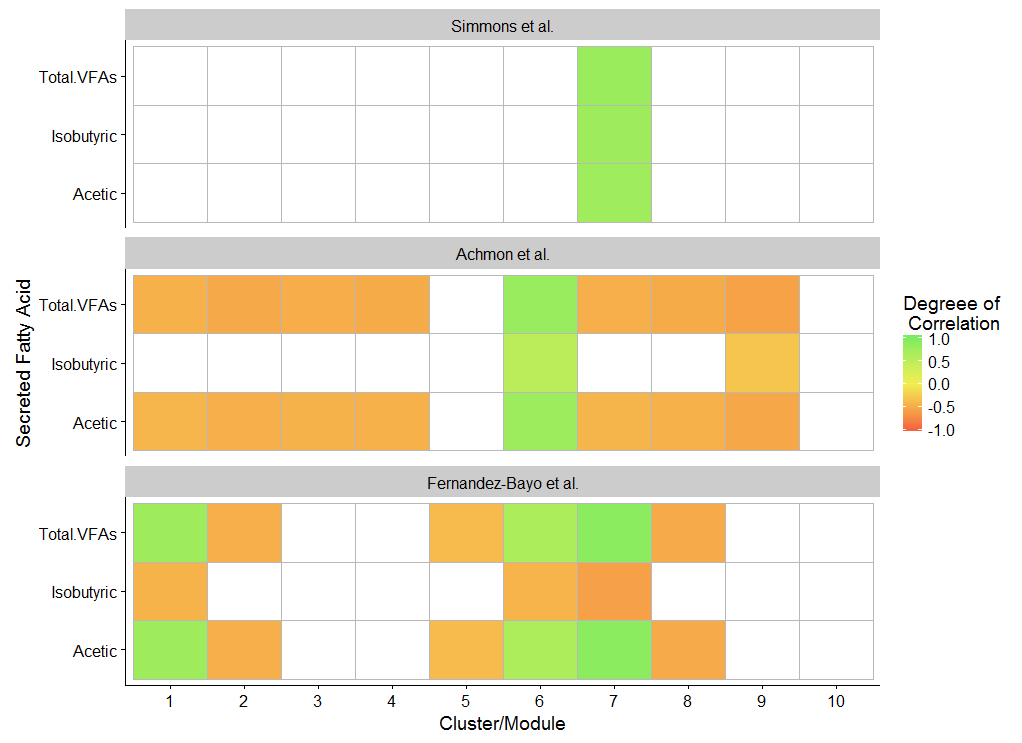 Simmons et al.
Total.VFAs
Isobutyric
Acetic
Achmon et al.
Total.VFAs
Isobutyric
Acetic
Fernandez-Bayo et al.
Total.VFAs
Isobutyric
Acetic
1 2 3 4 5 6 7 8 9 10
Cluster/Module
Secreted Fatty Acid
Degreee of
Correlation
1.0
0.5
0.0
-0.5
-1.0